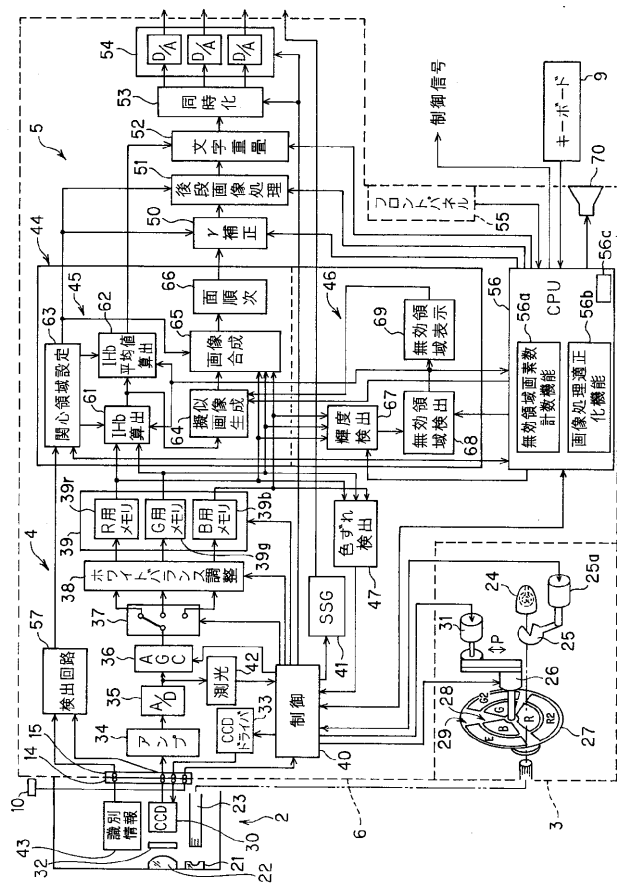 5
44
54
D/A
D/A
D/A
53
同時化
52
文字重畳
51
後段画像処理
50
γ補正
制御信号
キーボード
9
フロントパネル
55
70
63
関心領域設定
45
62
IHb
平均値
算出
61
IHb
算出
66
面順次
65
画像合成
64
擬似
画像
生成
46
69
無効領域表示
67
輝度
検出
68
無効領域検出
56
CPU
56a
無効領域画素数
計数機能
56b
画像処理適正
化機能
56c
4
57
検出回路
39r
39
R用
メモリ
G用
メモリ
B用
メモリ
39g
39b
38
ホワイトバランス調整
37
36
AGC
35
A/D
34
アンプ
42
測光
33
CCD
ドライバ
40
制御
41
SSG
47
色ずれ
検出
10
14
15
43
識別
情報
32
CCD
30
22
21
23
2
6
3
31
P
26
24
25
25a
27
28
29
G2
G
E
B
R
R2